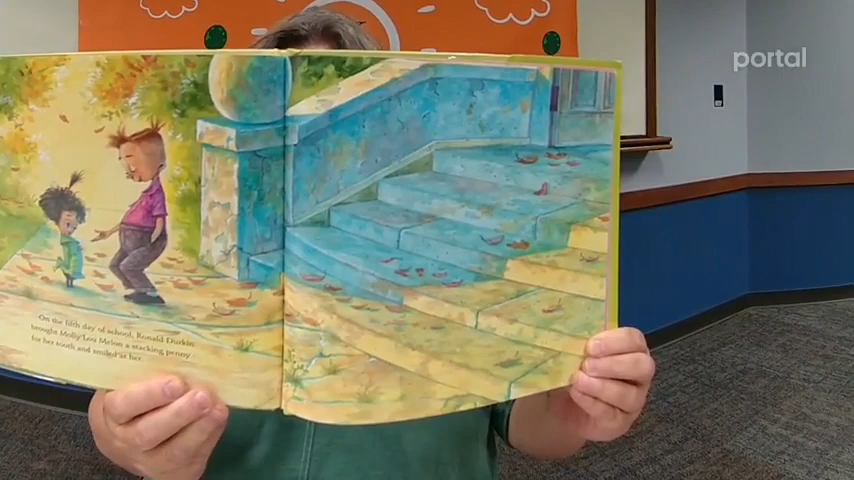 portal
On the fifth day of school, Ronald Durkin
brought Molly Lou Melon a stacking penny
for her tooth and smiled at her.